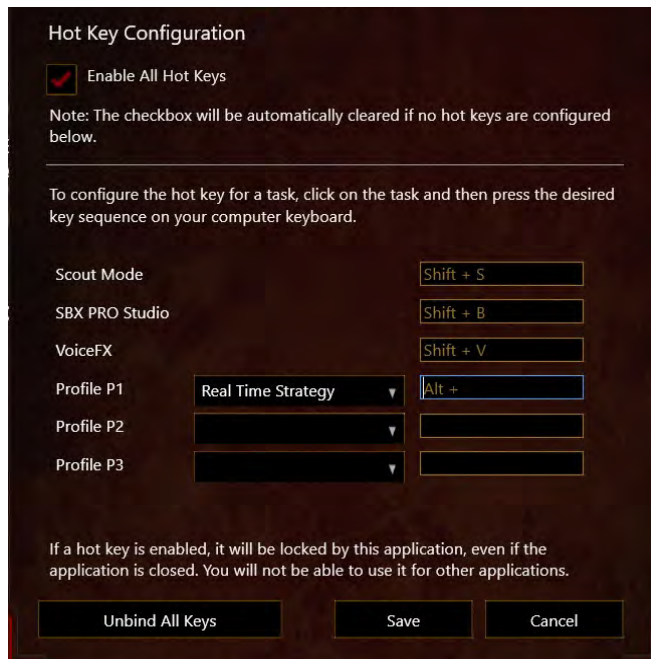 Hot Key Configuration
Enable All Hot Keys
Note: The checkbox will be automatically cleared if no hot keys are configured
below.
To configure the hot key for a task, click on the task and then press the desired
key sequence on your computer keyboard.
Scout Mode Shift + S
SBX PRO Studio Shift + B
VoiceFX Shift + V
Profile P1 Real Time Strategy Alt +
Profile P2
Profile P3
If a hot key is enabled, it will be locked by this application, even if the
application is closed. You will not be able to use it for other applications.
Unbind All Keys Save Cancel